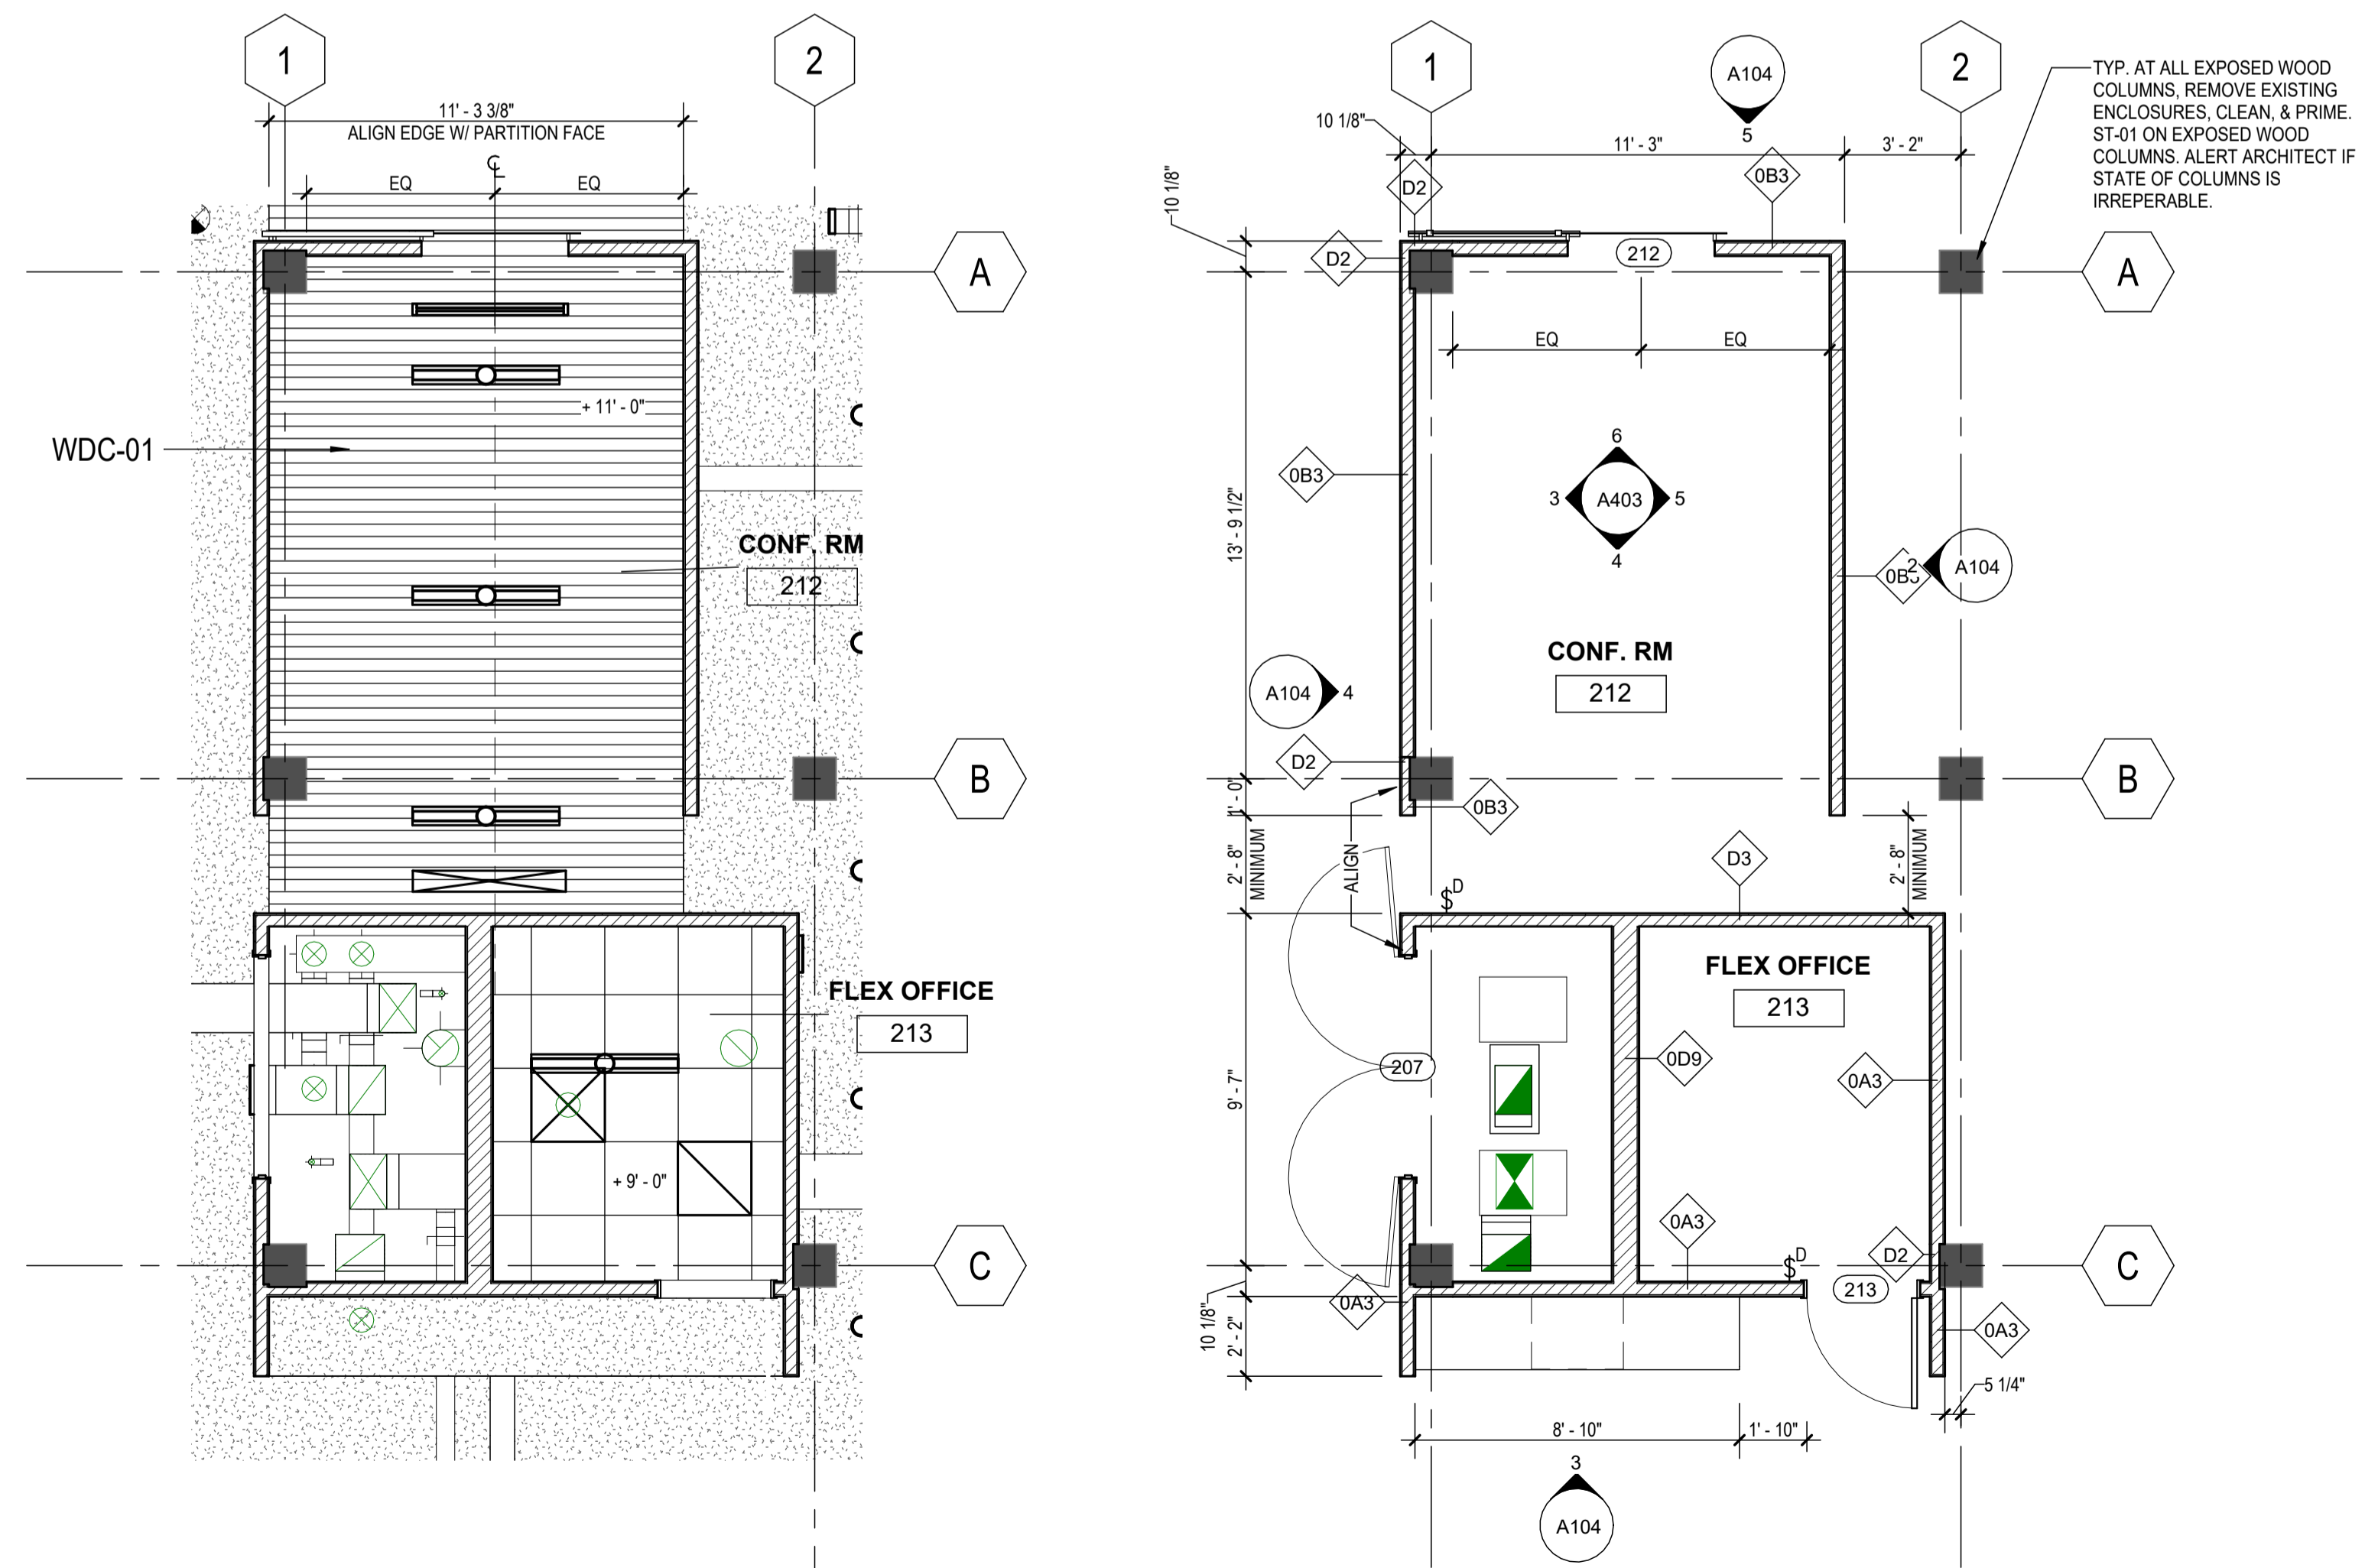 1
2
11' - 3 3/8"
ALIGN EDGE W/ PARTITION FACE
℄
EQ
EQ
A
+ 11' - 0"
WDC-01
CONF. RM
212
B
FLEX OFFICE
213
+ 9' - 0"
C
1
A104
5
2
TYP. AT ALL EXPOSED WOOD
COLUMNS, REMOVE EXISTING
ENCLOSURES, CLEAN, & PRIME.
ST-01 ON EXPOSED WOOD
COLUMNS. ALERT ARCHITECT IF
STATE OF COLUMNS IS
IRREPERABLE.
10 1/8"
11' - 3"
3' - 2"
10 1/8"
D2
0B3
D2
212
A
EQ
EQ
6
0B3
3
A403
5
4
13' - 9 1/2"
2
A104
CONF. RM
212
A104
4
D2
B
1' - 0"
0B3
2' - 8"
MINIMUM
ALIGN
D3
2' - 8"
MINIMUM
$D
FLEX OFFICE
213
207
0D9
0A3
9' - 7"
0A3
$D
D2
C
213
0A3
10 1/8"
2' - 2"
0A3
5 1/4"
8' - 10"
1' - 10"
3
A104